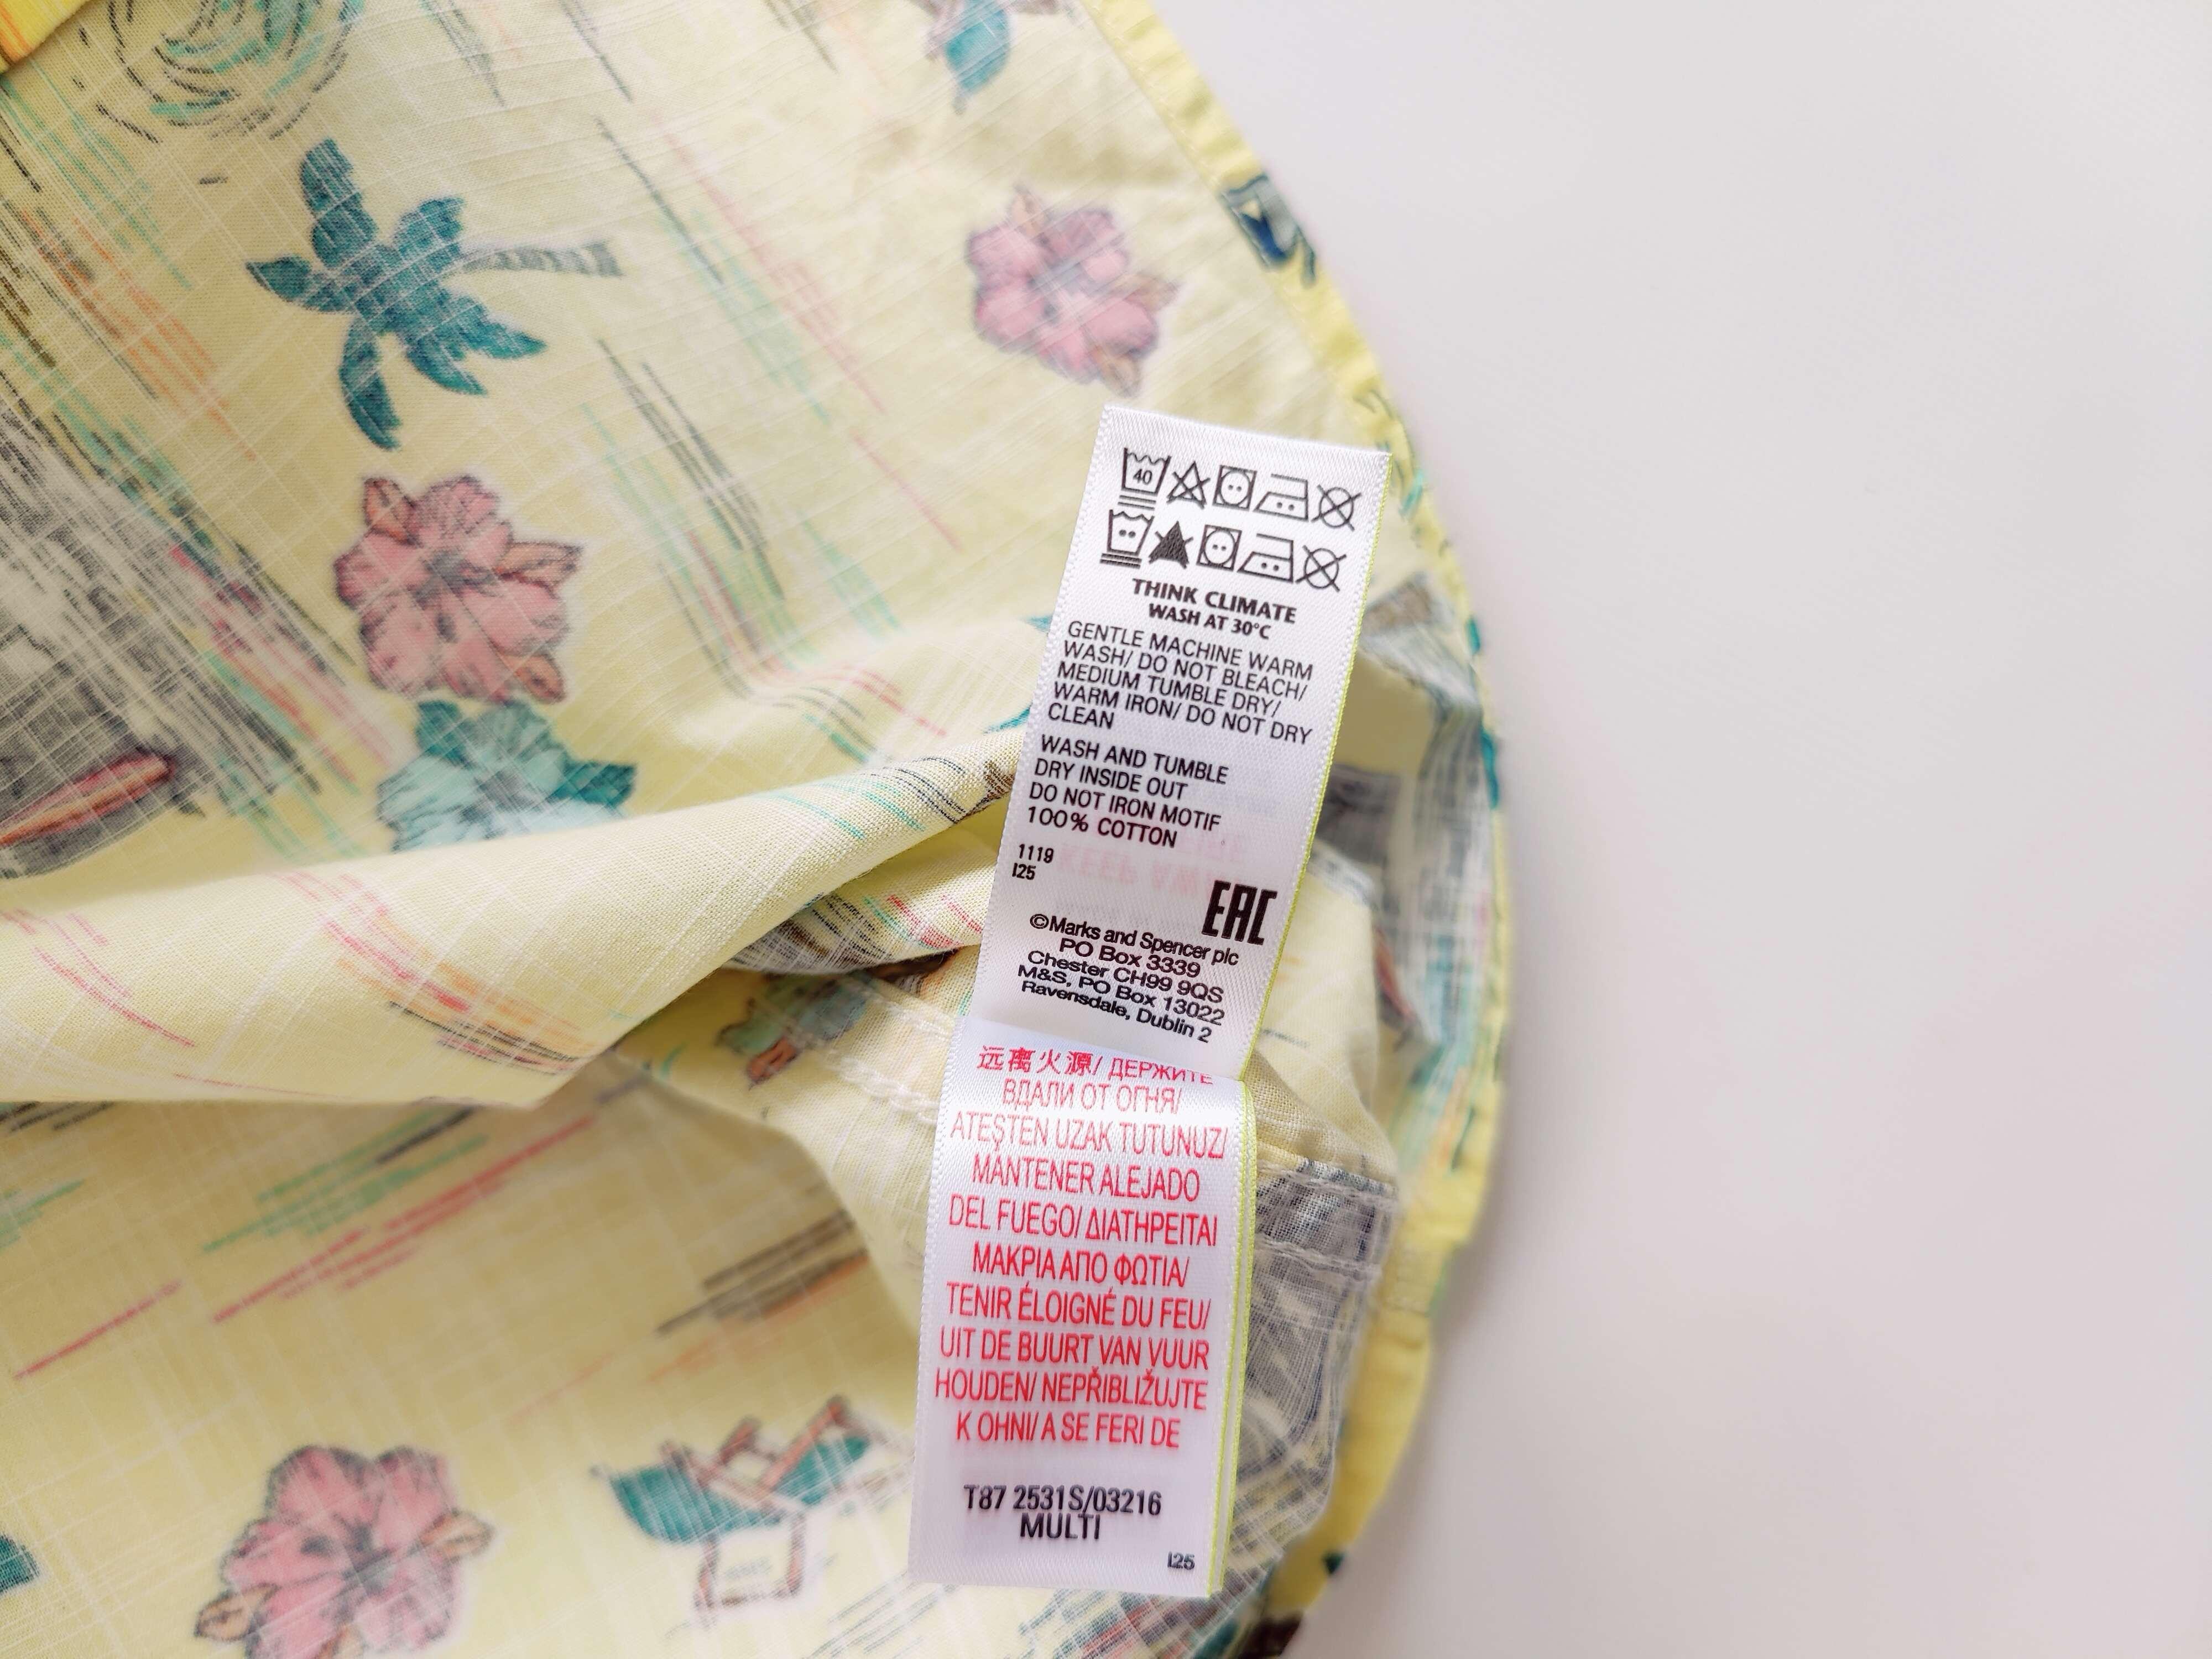 40
THINK CLIMATE
WASH AT 30°C
GENTLE MACHINE WARM
WASH/ DO NOT BLEACH/
MEDIUM TUMBLE DRY/
WARM IRON/ DO NOT DRY
CLEAN
WASH AND TUMBLE
DRY INSIDE OUT
DO NOT IRON MOTIF
100% COTTON
1119
I25
EAC
©Marks and Spencer plc
PO Box 3339
Chester CH99 9QS
M&S, PO Box 13022
Ravensdale, Dublin 2
远离火源/ ДЕРЖИТЕ
ВДАЛИ ОТ ОГНЯ/
ATEŞTEN UZAK TUTUNUZ/
MANTENER ALEJADO
DEL FUEGO/ ΔΙΑΤΗΡΕΙΤΑΙ
ΜΑΚΡΙΑ ΑΠΟ ΦΩΤΙΑ/
TENIR ÉLOIGNÉ DU FEU/
UIT DE BUURT VAN VUUR
HOUDEN/ NEPŘIBLIŽUJTE
K OHNI/ A SE FERI DE
T87 2531S/03216
MULTI
I25